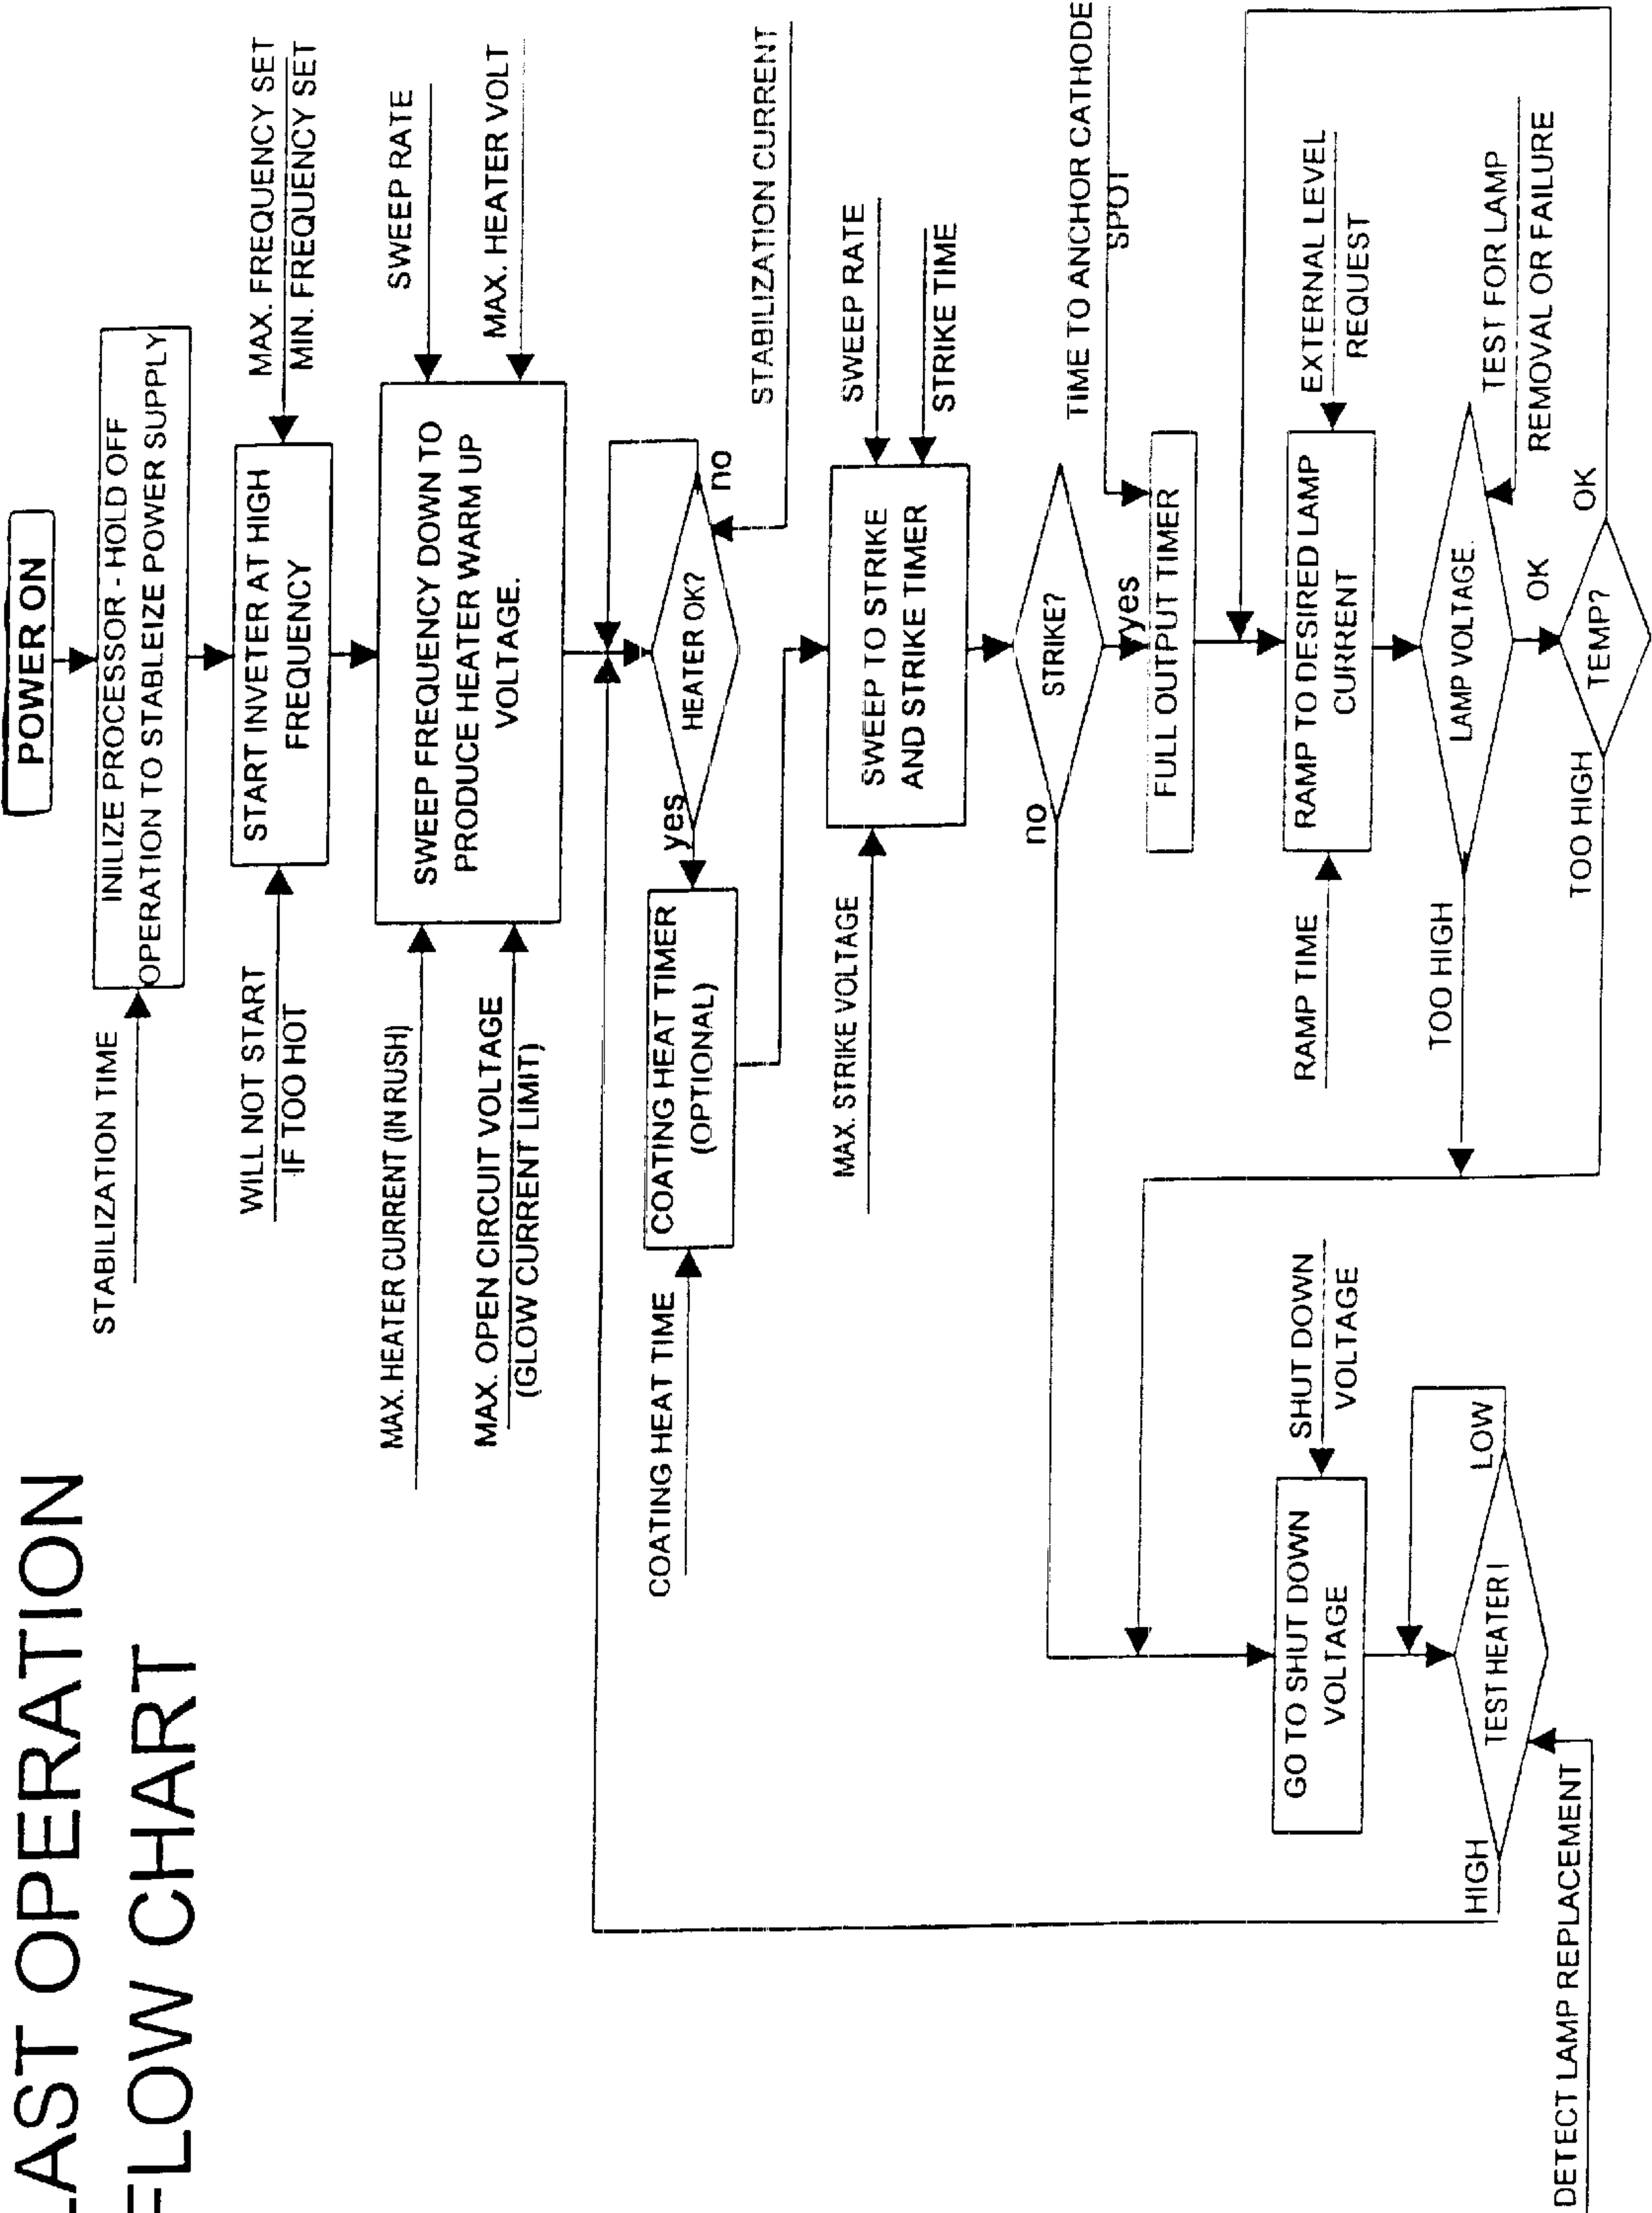 LAST OPERATION
FLOW CHART
POWER ON
STABILIZATION TIME
INILIZE PROCESSOR - HOLD OFF
OPERATION TO STABLEIZE POWER SUPPLY
WILL NOT START
IF TOO HOT
START INVETER AT HIGH
FREQUENCY
MAX. FREQUENCY SET
MIN. FREQUENCY SET
MAX. HEATER CURRENT (IN RUSH)
MAX. OPEN CIRCUIT VOLTAGE
(GLOW CURRENT LIMIT)
SWEEP FREQUENCY DOWN TO
PRODUCE HEATER WARM UP
VOLTAGE.
SWEEP RATE
MAX. HEATER VOLT
COATING HEAT TIME
COATING HEAT TIMER
(OPTIONAL)
yes
HEATER OK?
no
STABILIZATION CURRENT
MAX. STRIKE VOLTAGE
SWEEP TO STRIKE
AND STRIKE TIMER
SWEEP RATE
STRIKE TIME
no
STRIKE?
yes
TIME TO ANCHOR CATHODE
SPOT
FULL OUTPUT TIMER
RAMP TIME
RAMP TO DESIRED LAMP
CURRENT
EXTERNAL LEVEL
REQUEST
TOO HIGH
LAMP VOLTAGE.
OK
TEST FOR LAMP
REMOVAL OR FAILURE
TOO HIGH
TEMP?
OK
GO TO SHUT DOWN
VOLTAGE
SHUT DOWN
VOLTAGE
HIGH
TEST HEATER I
LOW
DETECT LAMP REPLACEMENT